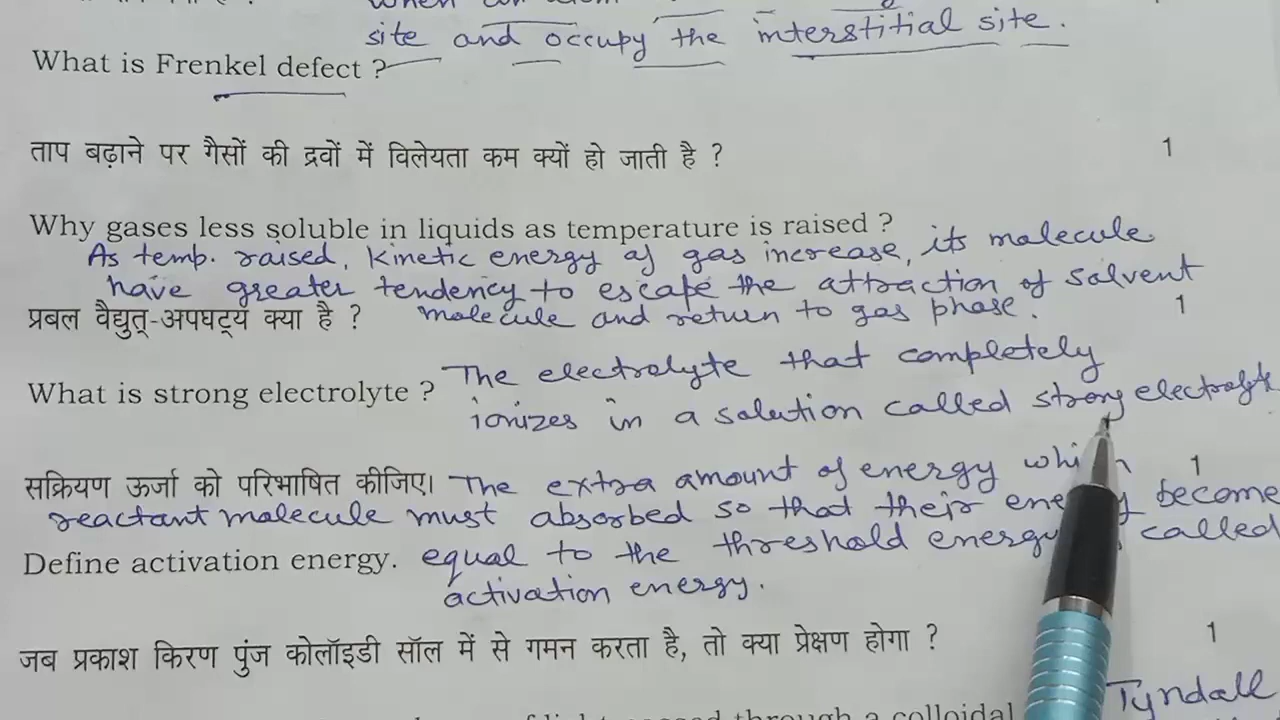 site and occupy the interstitial site.
What is Frenkel defect ?
ताप बढ़ाने पर गैसों की द्रवों में विलेयता कम क्यों हो जाती है ? 1
Why gases less soluble in liquids as temperature is raised ?
As temp. raised, Kinetic energy of gas increase, its molecule
have greater tendency to escape the attraction of solvent
molecule and return to gas phase. 1
प्रबल वैद्युत्-अपघट्य क्या है ?
The electrolyte that completely
What is strong electrolyte ?
ionizes in a solution called strong electrolyte
सक्रियण ऊर्जा को परिभाषित कीजिए। The extra amount of energy which 1
reactant molecule must absorbed so that their energy become
Define activation energy. equal to the threshold energy called
activation energy.
जब प्रकाश किरण पुंज कोलॉइडी सॉल में से गमन करता है, तो क्या प्रेक्षण होगा ? 1
Tyndall
through a colloidal